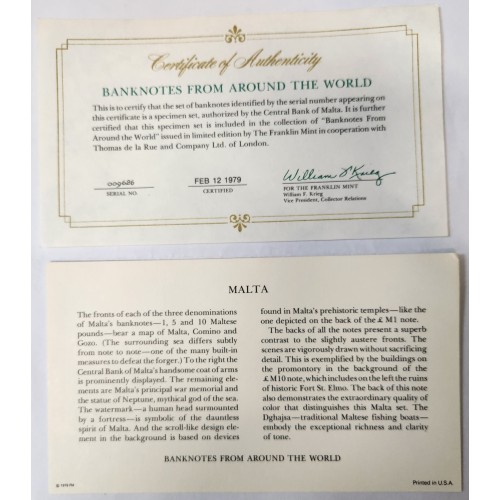 Certificate of Authenticity
BANKNOTES FROM AROUND THE WORLD
This is to certify that the set of banknotes identified by the serial number appearing on
this certificate is a specimen set, authorized by the Central Bank of Malta. It is further
certified that this specimen set is included in the collection of "Banknotes From
Around the World" issued in limited edition by The Franklin Mint in cooperation with
Thomas de la Rue and Company Ltd. of London.
009686
SERIAL NO.
FEB 12 1979
CERTIFIED
William F. Krieg
FOR THE FRANKLIN MINT
William F. Krieg
Vice President, Collector Relations
MALTA
The fronts of each of the three denominations
of Malta's banknotes—1, 5 and 10 Maltese
pounds—bear a map of Malta, Comino and
Gozo. (The surrounding sea differs subtly
from note to note—one of the many built-in
measures to defeat the forger.) To the right the
Central Bank of Malta's handsome coat of arms
is prominently displayed. The remaining ele-
ments are Malta's principal war memorial and
the statue of Neptune, mythical god of the sea.
The watermark—a human head surmounted
by a fortress—is symbolic of the dauntless
spirit of Malta. And the scroll-like design ele-
ment in the background is based on devices
found in Malta's prehistoric temples—like the
one depicted on the back of the £M1 note.
The backs of all the notes present a superb
contrast to the slightly austere fronts. The
scenes are vigorously drawn without sacrificing
detail. This is exemplified by the buildings on
the promontory in the background of the
£M10 note, which includes on the left the ruins
of historic Fort St. Elmo. The back of this note
also demonstrates the extraordinary quality of
color that distinguishes this Malta set. The
Dghajsa—traditional Maltese fishing boats—
embody the exceptional richness and clarity
of tone.
BANKNOTES FROM AROUND THE WORLD
© 1979 FM
Printed in U.S.A.